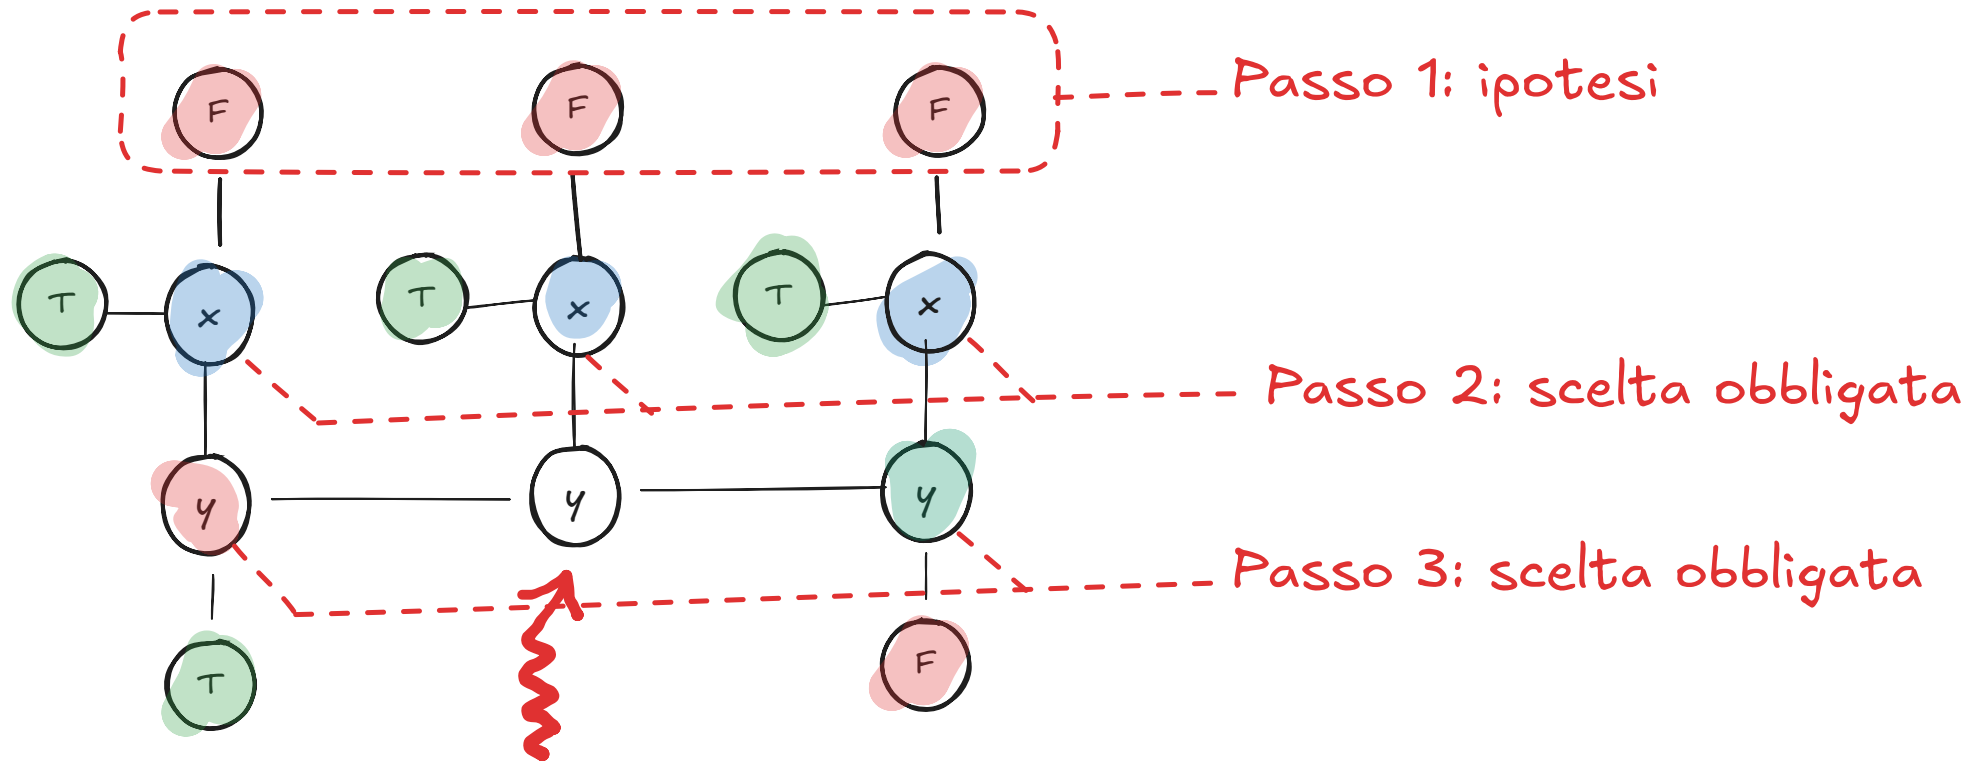 F F F
Passo 1: ipotesi
T x T x T x
Passo 2: scelta obbligata
y y y
Passo 3: scelta obbligata
T F